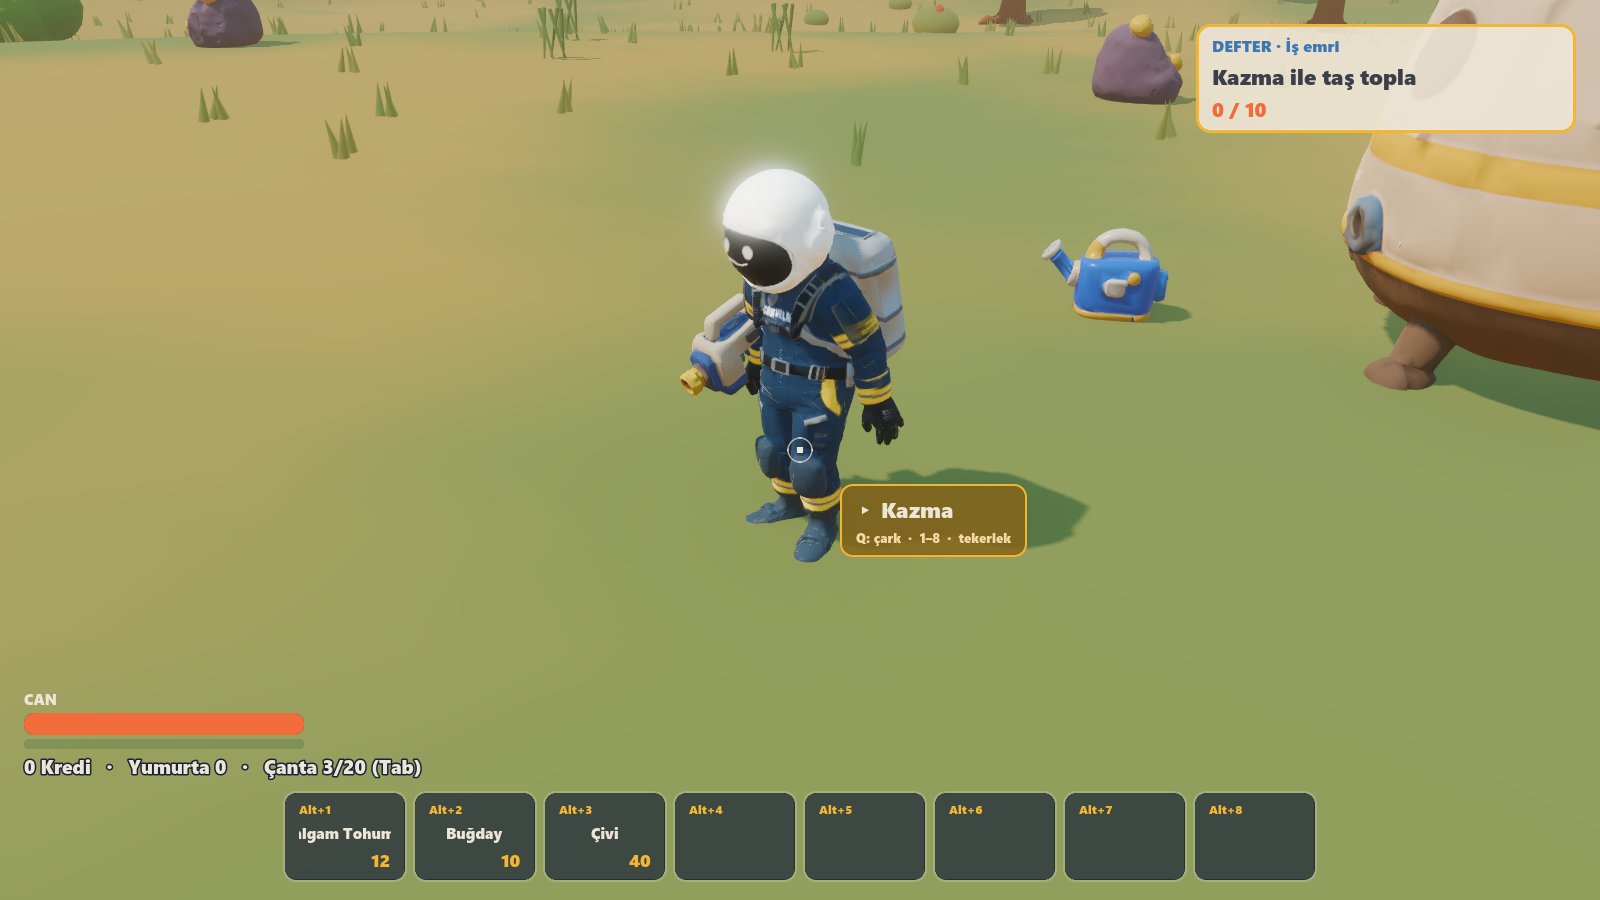 DEFTER · İş emri
Kazma ile taş topla
0 / 10
▸ Kazma
Q: çark · 1–8 · tekerlek
CAN
0 Kredi · Yumurta 0 · Çanta 3/20 (Tab)
Alt+1 Alt+2 Alt+3 Alt+4 Alt+5 Alt+6 Alt+7 Alt+8
Tohum Buğday Çivi
12 10 40